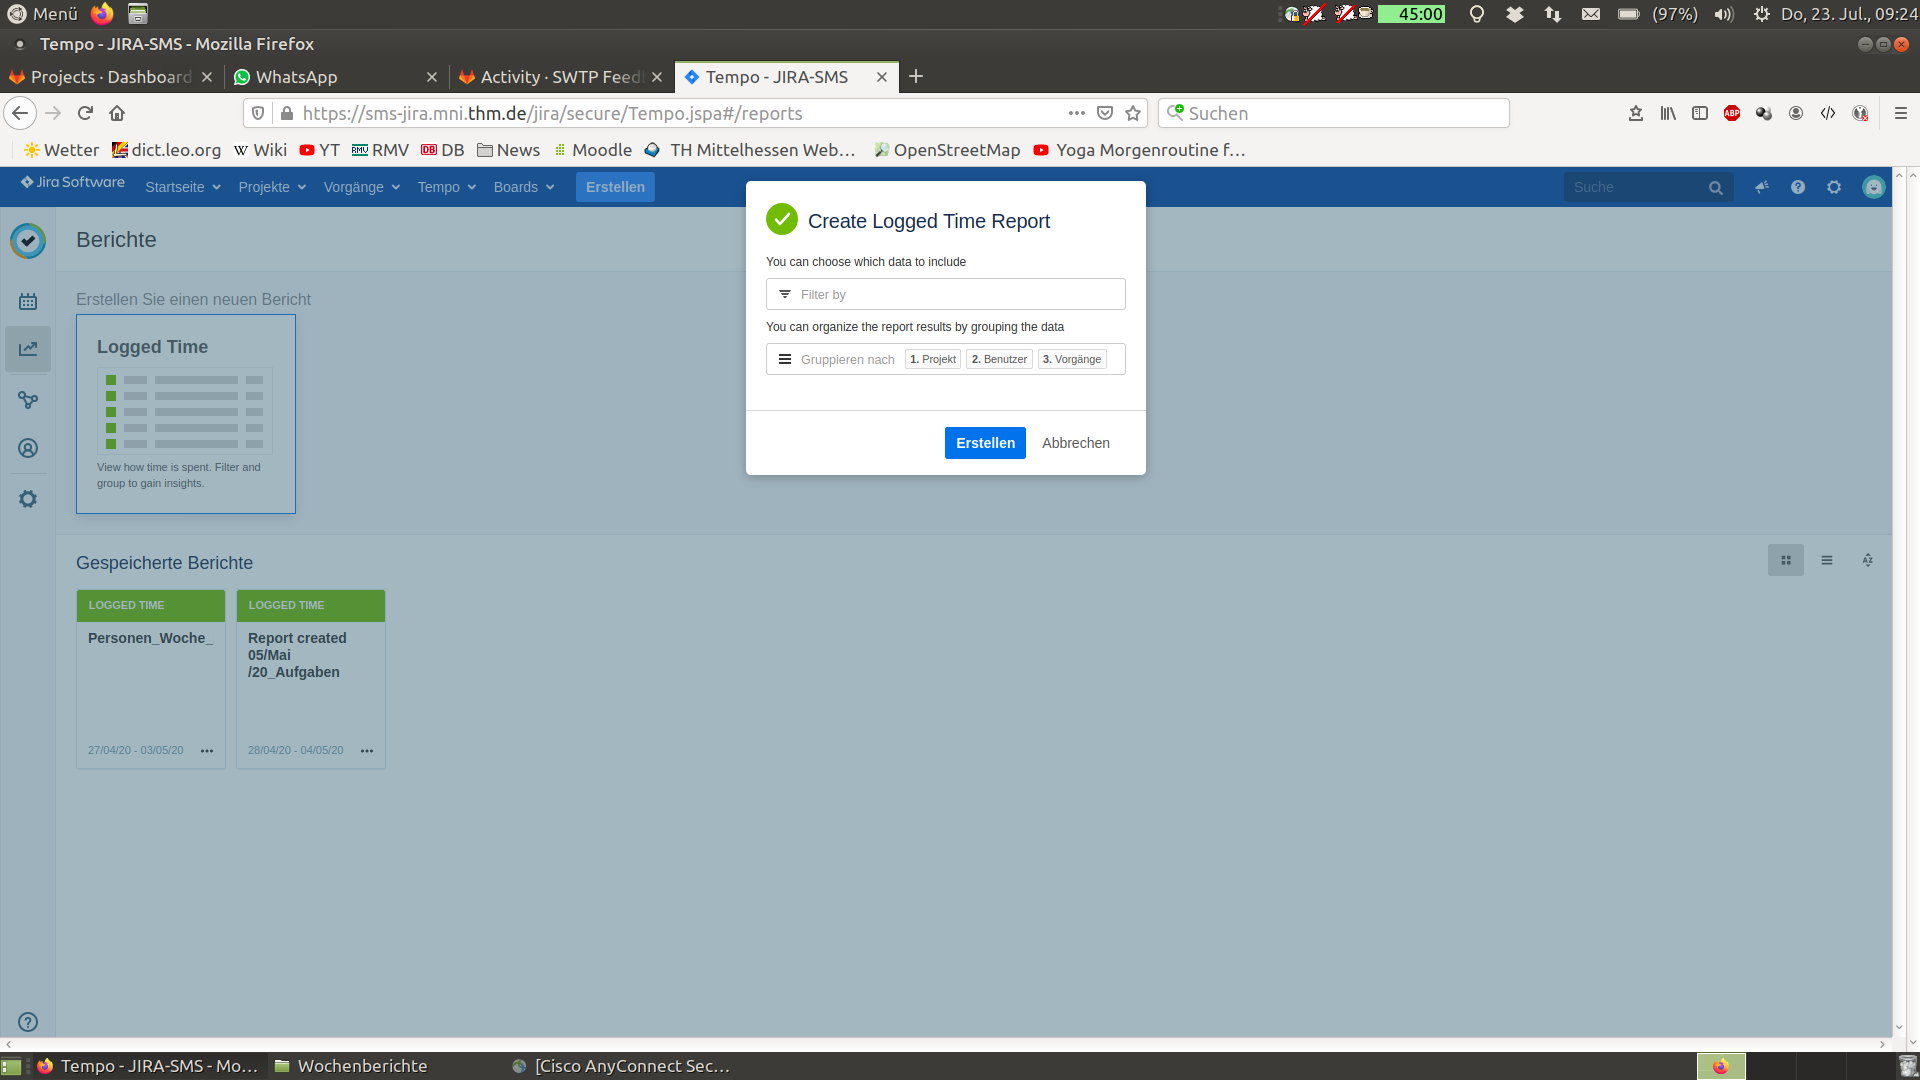 Menü
45:00
(97%)
Do, 23. Jul., 09:24
Tempo - JIRA-SMS - Mozilla Firefox
Projects · Dashboard
WhatsApp
Activity · SWTP Feed
Tempo - JIRA-SMS
https://sms-jira.mni.thm.de/jira/secure/Tempo.jspa#/reports
Suchen
ABP
Wetter
dict.leo.org
W Wiki
YT
RMV RMV
DB DB
News
Moodle
TH Mittelhessen Web…
OpenStreetMap
Yoga Morgenroutine f…
Jira Software
Startseite
Projekte
Vorgänge
Tempo
Boards
Erstellen
Suche
Berichte
Erstellen Sie einen neuen Bericht
Logged Time
View how time is spent. Filter and
group to gain insights.
Create Logged Time Report
You can choose which data to include
Filter by
You can organize the report results by grouping the data
Gruppieren nach 1. Projekt 2. Benutzer 3. Vorgänge
Erstellen
Abbrechen
Gespeicherte Berichte
AZ
LOGGED TIME
Personen_Woche_
27/04/20 - 03/05/20
LOGGED TIME
Report created
05/Mai
/20_Aufgaben
28/04/20 - 04/05/20
Tempo - JIRA-SMS - Mo…
Wochenberichte
[Cisco AnyConnect Sec…